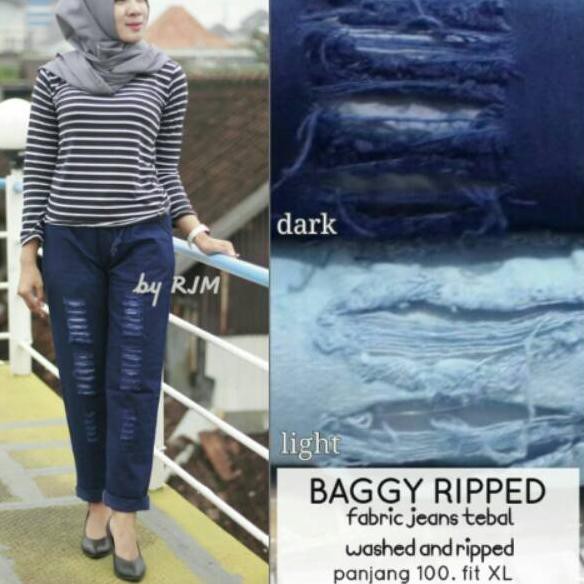 by RJM
dark
light
BAGGY RIPPED
fabric jeans tebal
washed and ripped
panjang 100. fit XL